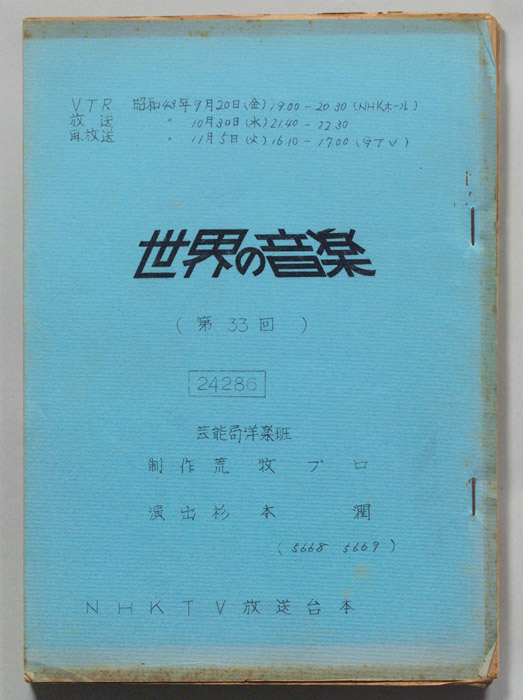 VTR 昭和43年9月20日(金)19.00-20.30(NHKホール)
放送 〃 10月30日(水)21.40-22.30
再放送 〃 11月5日(火)16.10-17.00(GTV)
世界の音楽
(第33回)
24286
芸能局洋楽班
制作荒牧プロ
演出杉本 潤
(5668 5669)
NHKTV放送台本